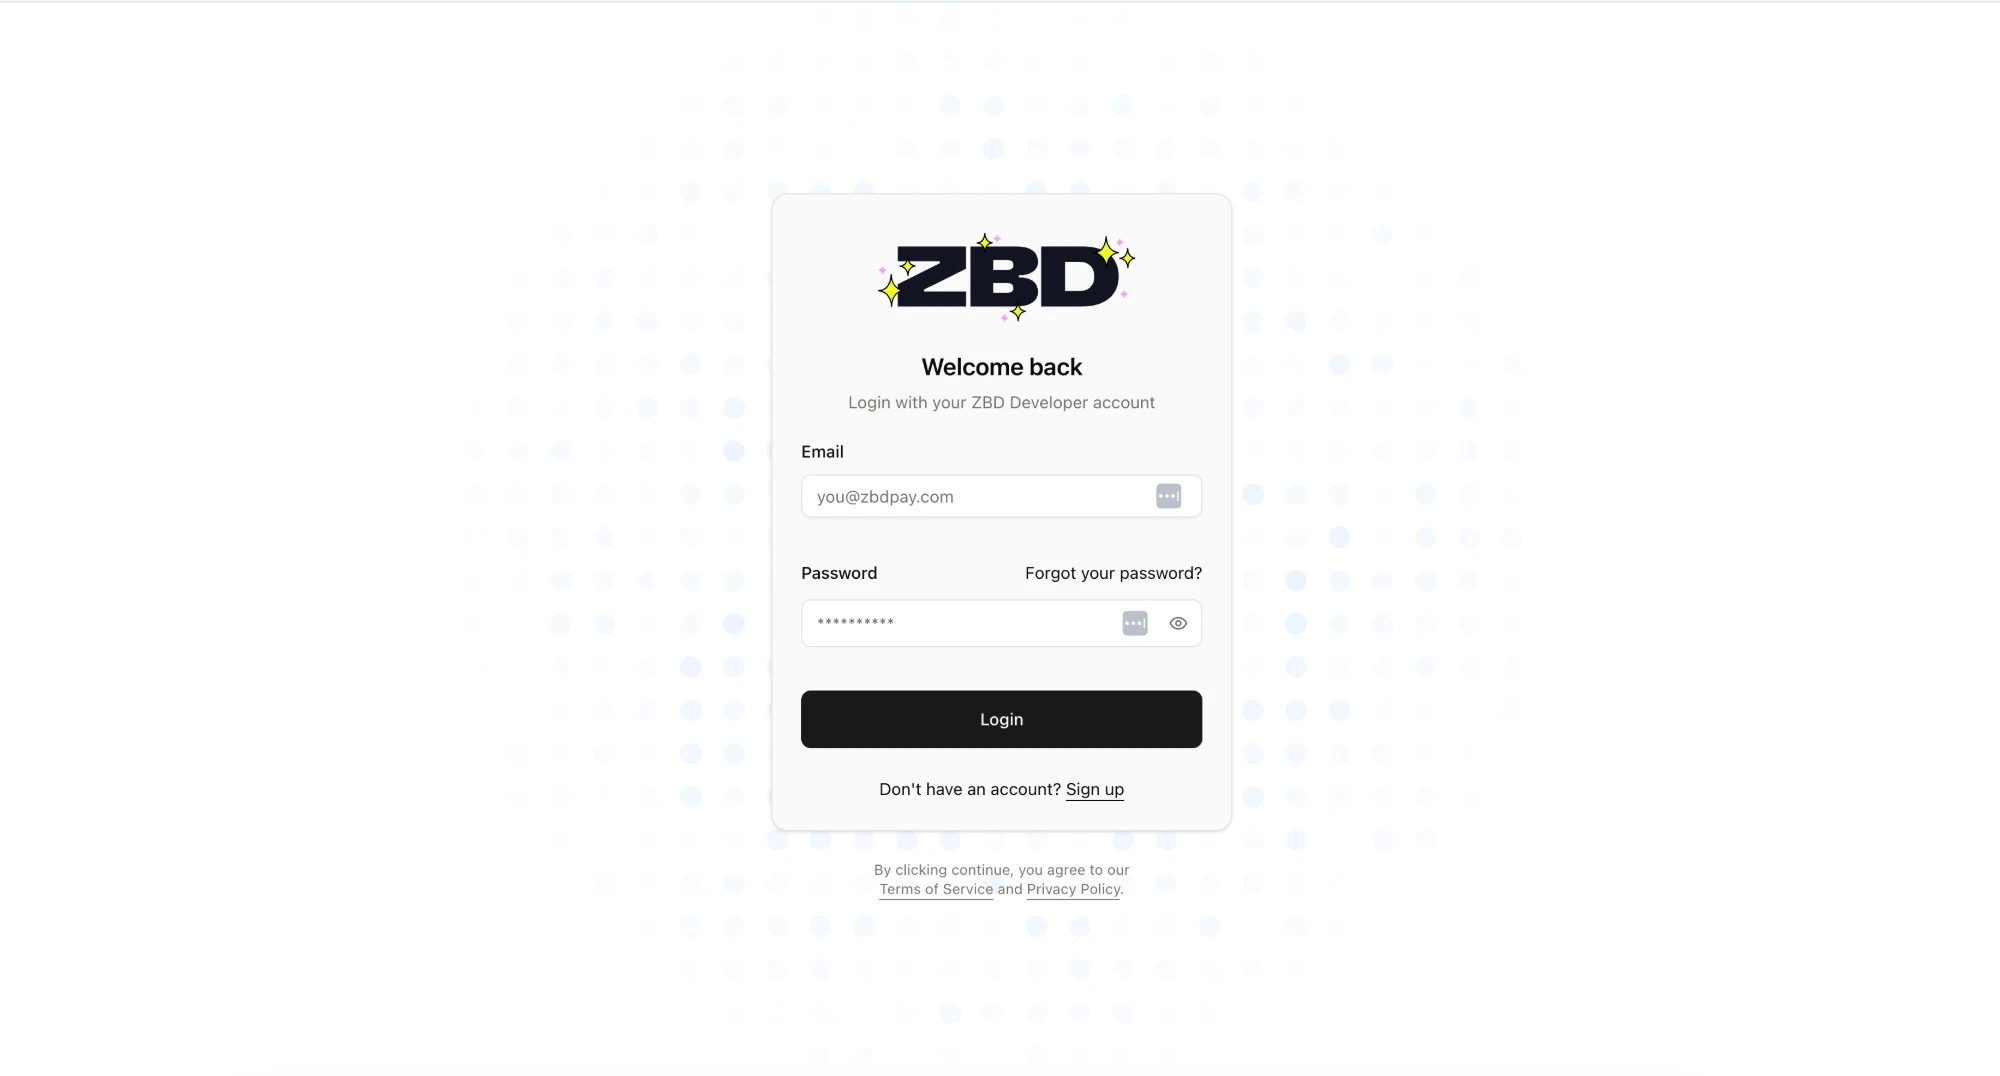 ZBD
Welcome back
Login with your ZBD Developer account
Email
you@zbdpay.com
Password
Forgot your password?
**********
Login
Don't have an account? Sign up
By clicking continue, you agree to our
Terms of Service and Privacy Policy.